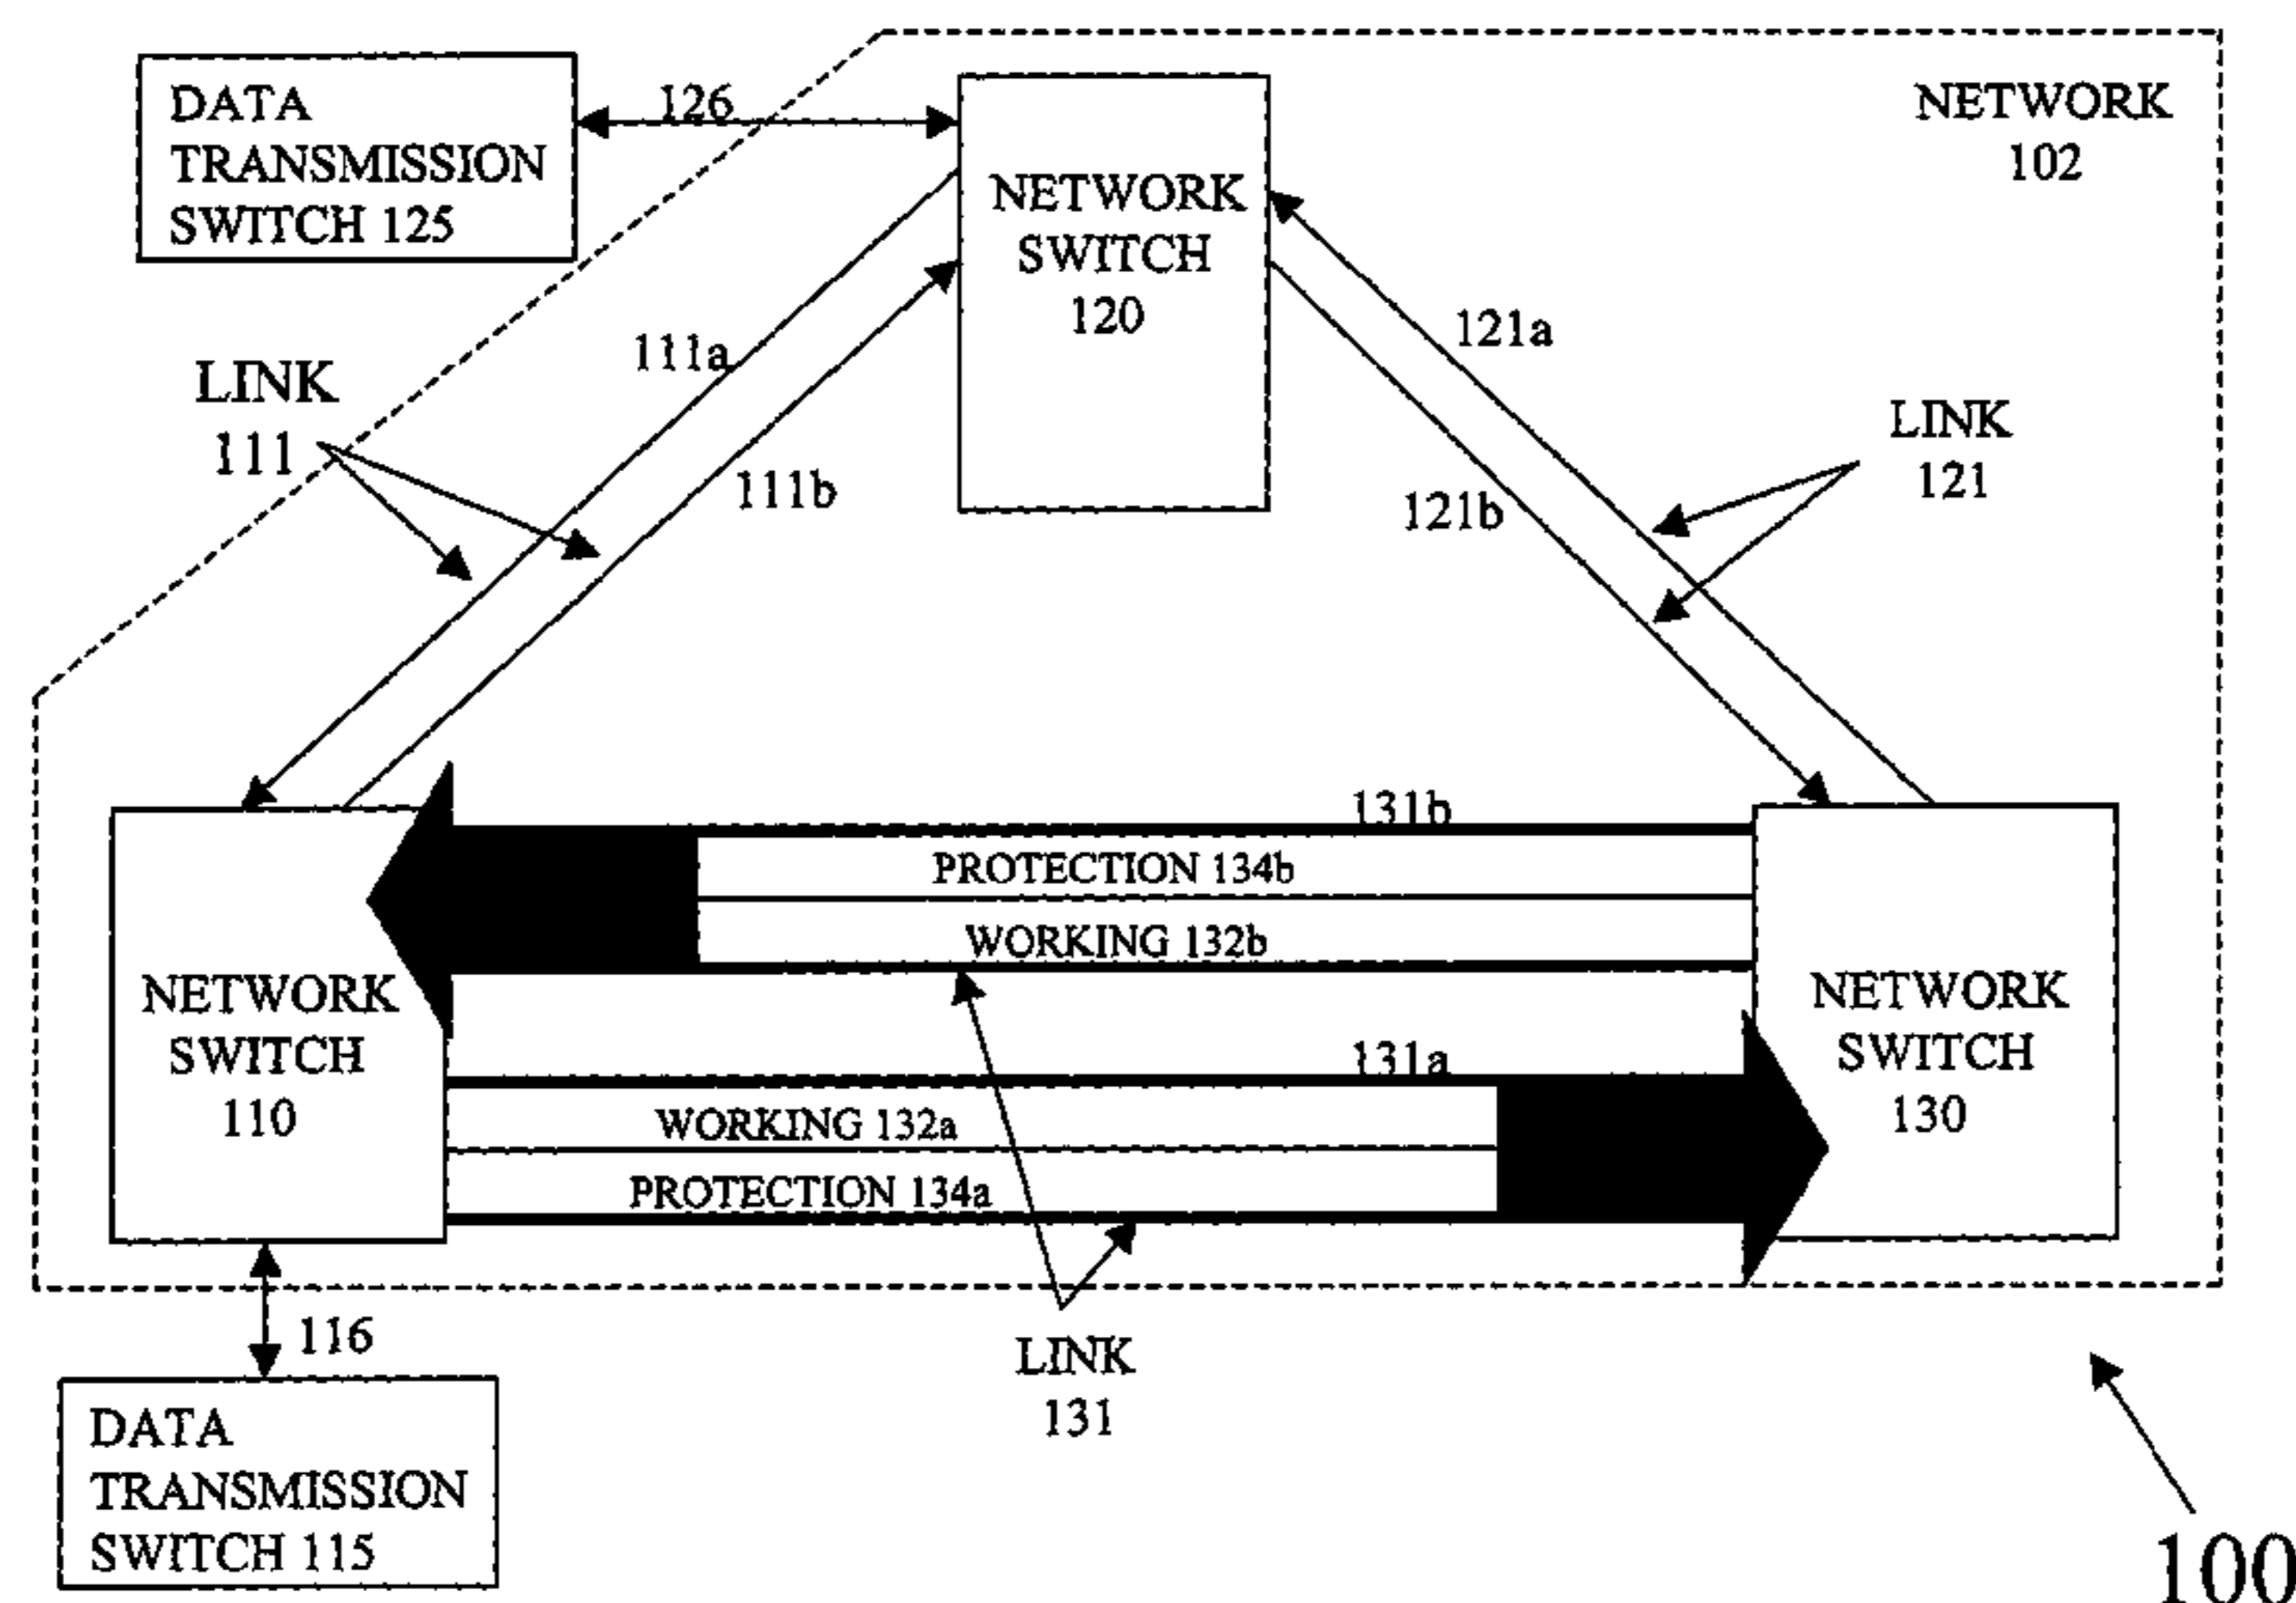 DATA
TRANSMISSION
SWITCH 125
126
NETWORK
SWITCH
120
NETWORK
102
111a
121a
LINK
111
111b
121b
LINK
121
131b
PROTECTION 134b
WORKING 132b
NETWORK
SWITCH
110
NETWORK
SWITCH
130
131a
WORKING 132a
PROTECTION 134a
116
LINK
131
DATA
TRANSMISSION
SWITCH 115
100